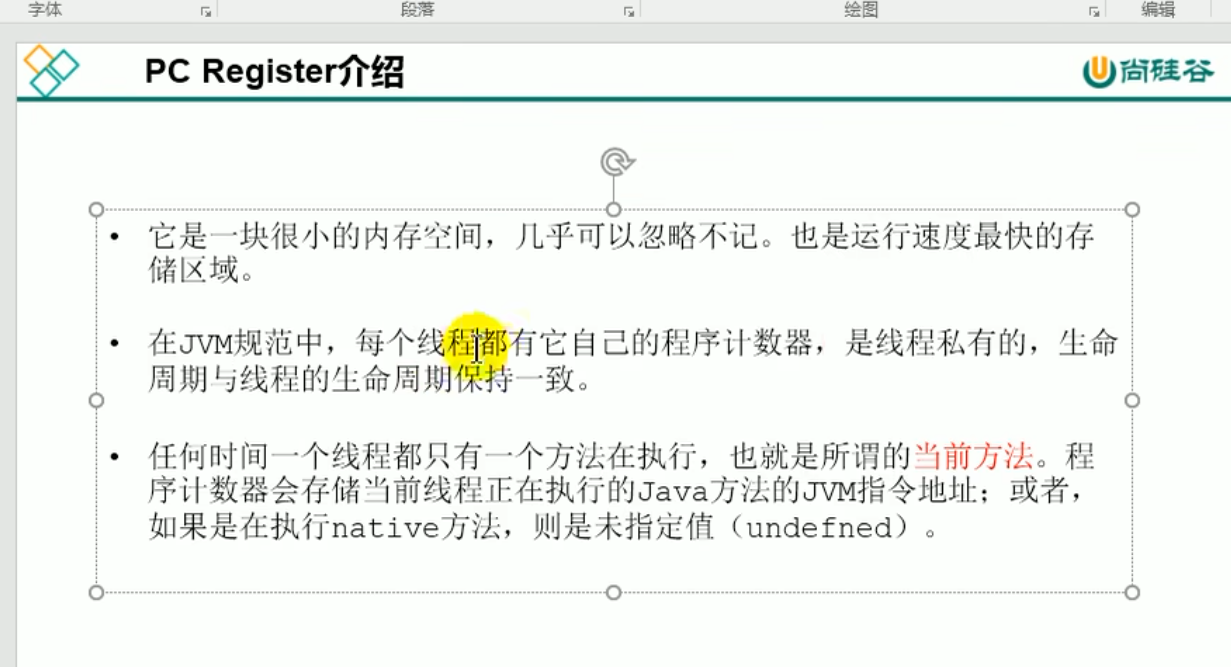 字体
段落
绘图
编辑
PC Register介绍
尚硅谷
• 它是一块很小的内存空间，几乎可以忽略不记。也是运行速度最快的存
储区域。
• 在JVM规范中，每个线程都有它自己的程序计数器，是线程私有的，生命
周期与线程的生命周期保持一致。
• 任何时间一个线程都只有一个方法在执行，也就是所谓的当前方法。程
序计数器会存储当前线程正在执行的Java方法的JVM指令地址；或者，
如果是在执行native方法，则是未指定值（undefned）。